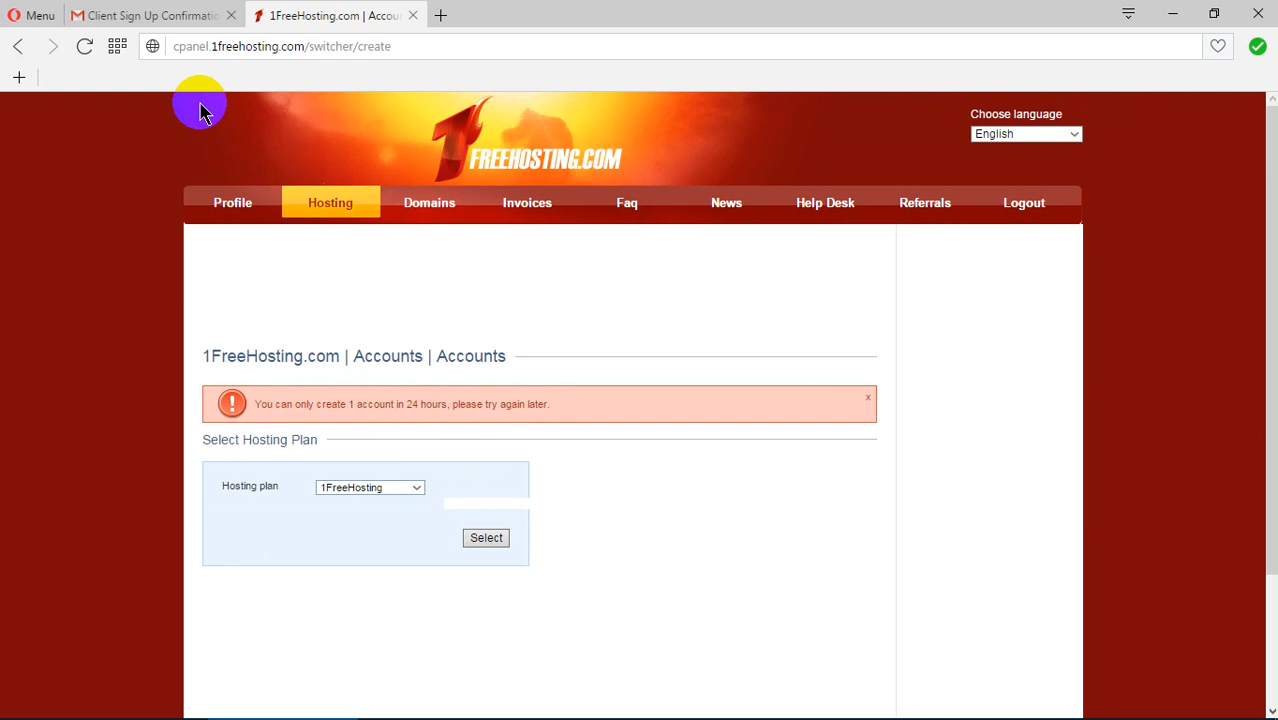 Menu
Client Sign Up Confirmatio
1FreeHosting.com | Accou
cpanel.1freehosting.com/switcher/create
1FREEHOSTING.COM
Choose language
English
Profile
Hosting
Domains
Invoices
Faq
News
Help Desk
Referrals
Logout
1FreeHosting.com | Accounts | Accounts
You can only create 1 account in 24 hours, please try again later.
x
Select Hosting Plan
Hosting plan
1FreeHosting
Select